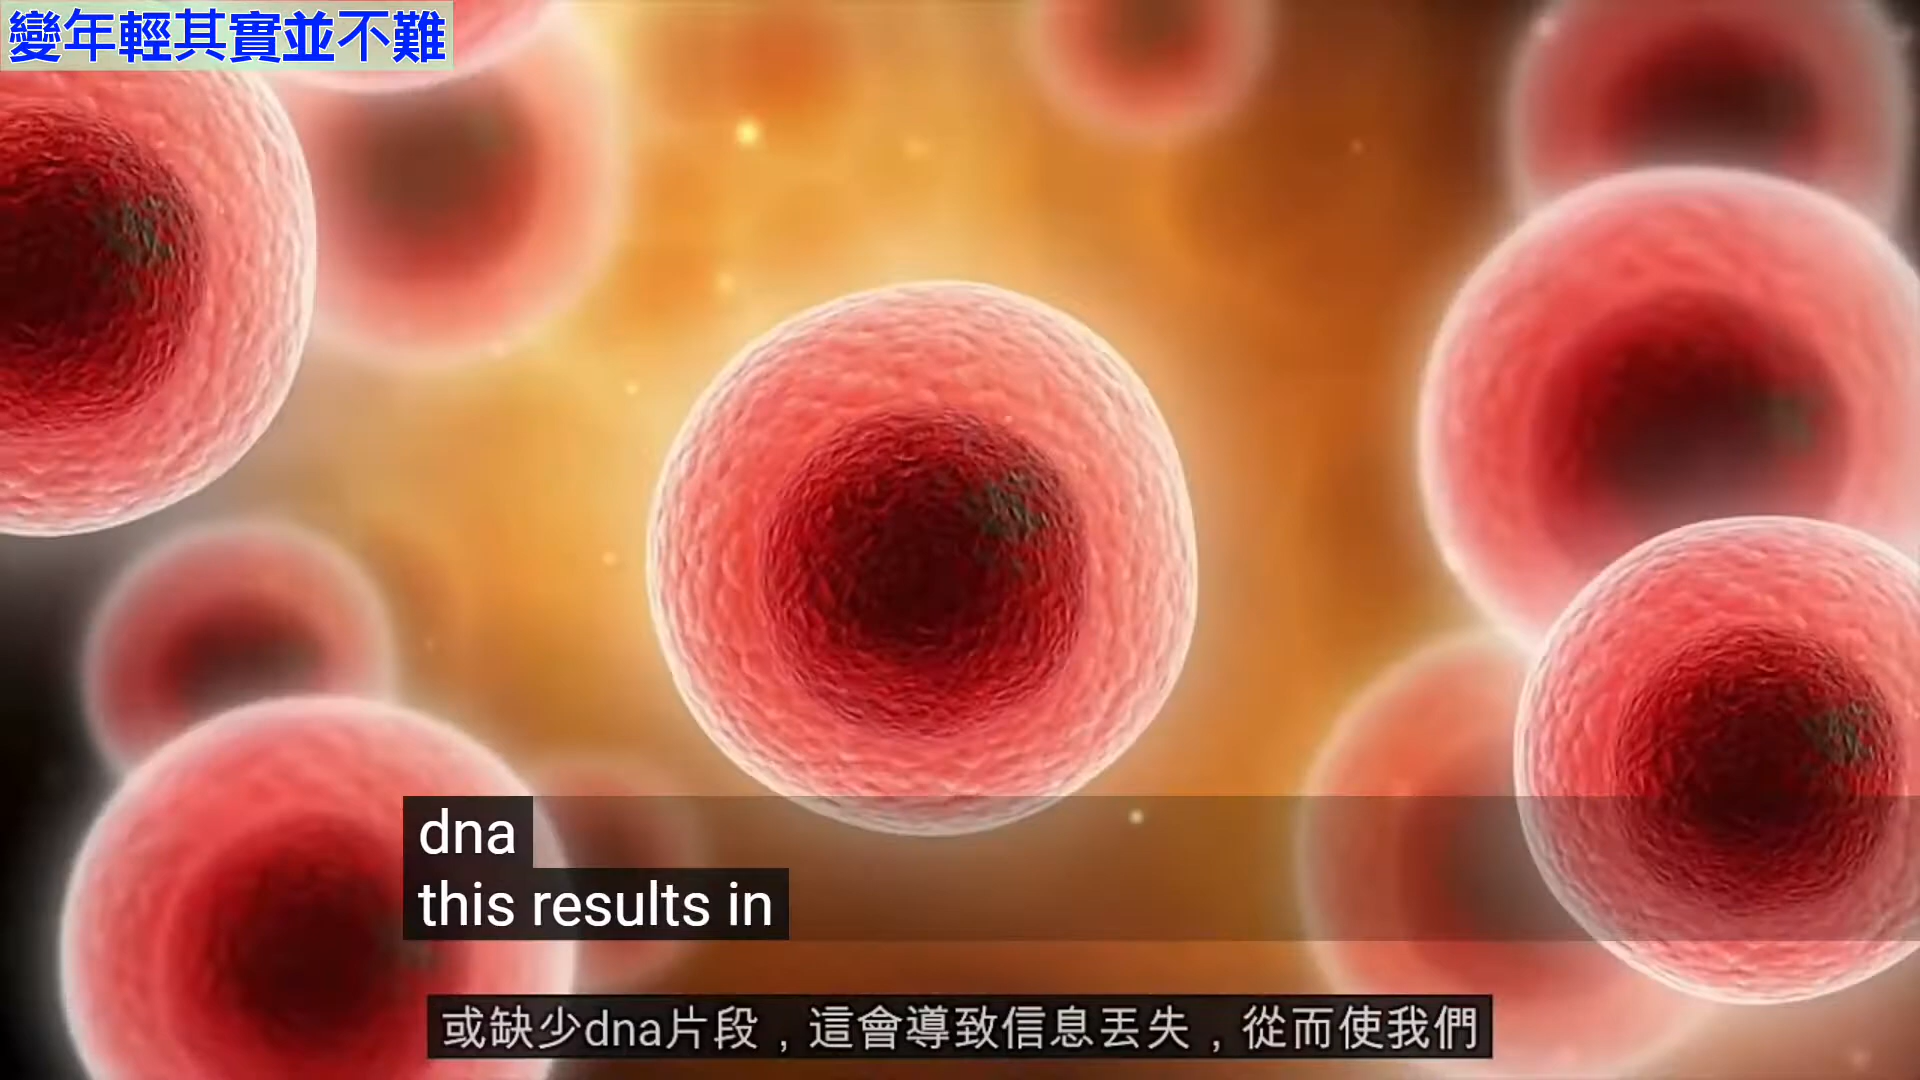 變年輕其實並不難
dna
this results in
或缺少dna片段，這會導致信息丟失，從而使我們